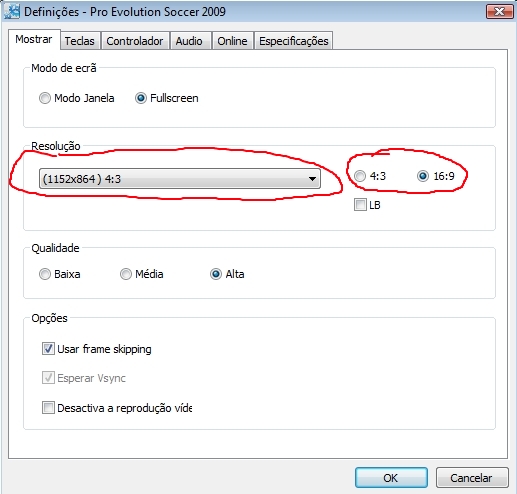 Definições - Pro Evolution Soccer 2009
Mostrar Teclas Controlador Audio Online Especificações
Modo de ecrã
Modo Janela Fullscreen
Resolução
(1152x864 ) 4:3 4:3 16:9
LB
Qualidade
Baixa Média Alta
Opções
Usar frame skipping
Esperar Vsync
Desactiva a reprodução víde
OK Cancelar